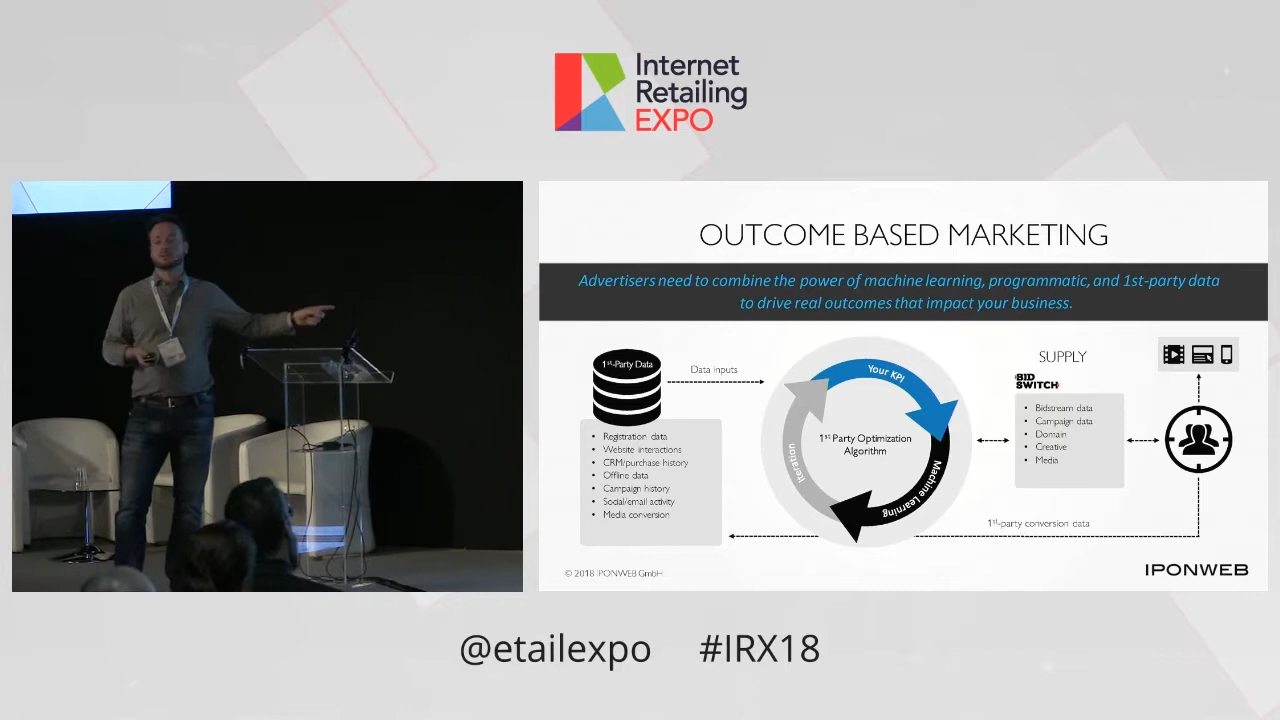 Internet
Retailing
EXPO
OUTCOME BASED MARKETING
Advertisers need to combine the power of machine learning, programmatic, and 1st-party data
to drive real outcomes that impact your business.
1st-Party Data
Data inputs
• Registration data
• Website interactions
• CRM/purchase history
• Offline data
• Campaign history
• Social/email activity
• Media conversion
Your KPI
Machine Learning
Iteration
1st Party Optimization
Algorithm
SUPPLY
BID
SWITCH
• Bidstream data
• Campaign data
• Domain
• Creative
• Media
1st-party conversion data
© 2018 IPONWEB GmbH
IPONWEB
@etailexpo #IRX18